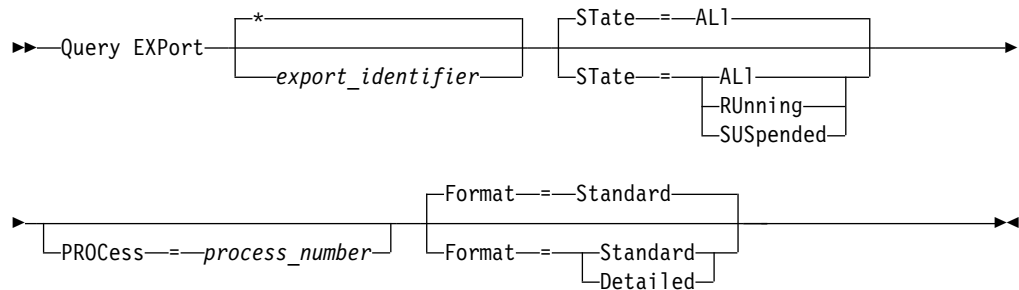 * STate = ALl
Query EXPort
export_identifier STate = ALl
RUnning
SUSpended
Format = Standard
PROCess = process_number Format = Standard
Detailed